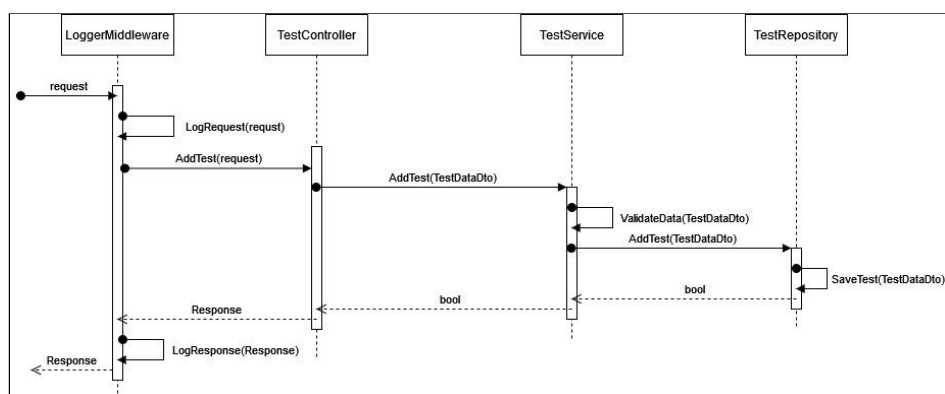 LoggerMiddleware
TestController
TestService
TestRepository
request
LogRequest(requst)
AddTest(request)
AddTest(TestDataDto)
ValidateData(TestDataDto)
AddTest(TestDataDto)
SaveTest(TestDataDto)
bool
bool
Response
LogResponse(Response)
Response